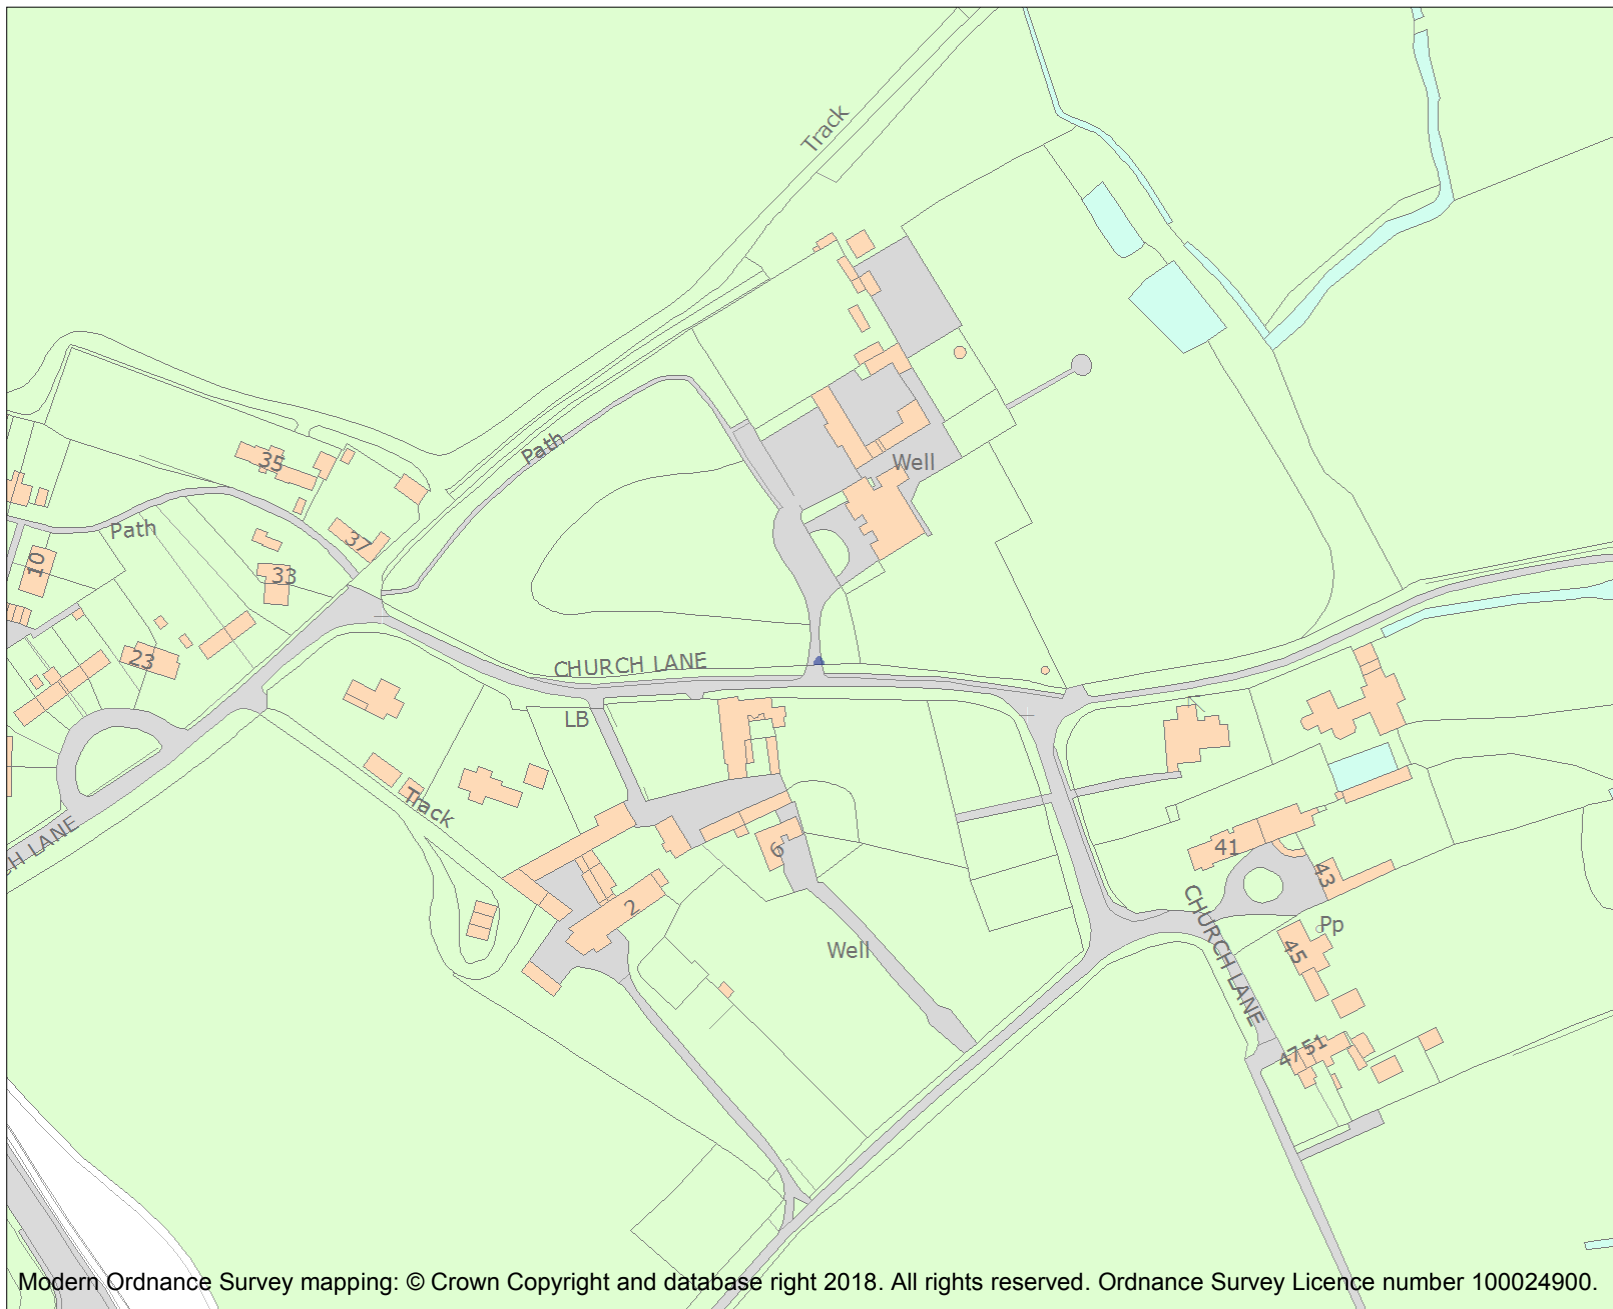 Track
Path
35
Well
Path
37
10
33
23
CHURCH LANE
LB
Track
CH LANE
6
41
43
2
CHURCH LANE
Pp
45
Well
4751
Modern Ordnance Survey mapping: © Crown Copyright and database right 2018. All rights reserved. Ordnance Survey Licence number 100024900.